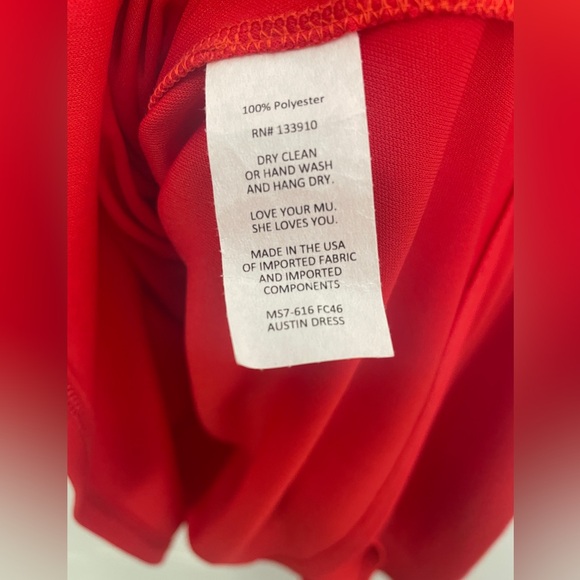 100% Polyester
RN# 133910
DRY CLEAN
OR HAND WASH
AND HANG DRY.
LOVE YOUR MU.
SHE LOVES YOU.
MADE IN THE USA
OF IMPORTED FABRIC
AND IMPORTED
COMPONENTS
MS7-616 FC46
AUSTIN DRESS